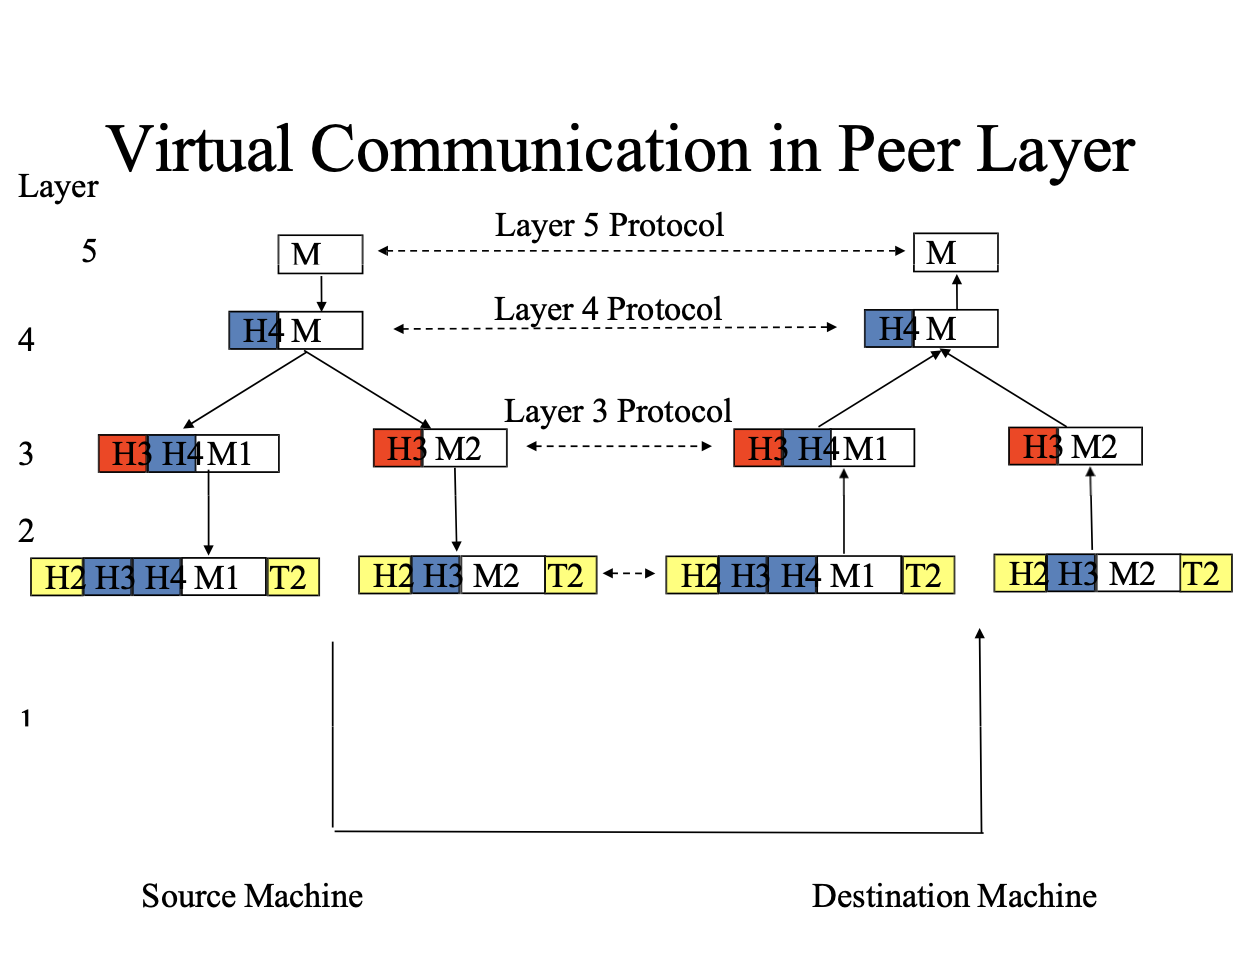 Virtual Communication in Peer Layer
Layer
Layer 5 Protocol
5 M M
Layer 4 Protocol
4 H4 M H4 M
Layer 3 Protocol
3 H3 H4 M1 H3 M2 H3 H4 M1 H3 M2
2
H2 H3 H4 M1 T2 H2 H3 M2 T2 H2 H3 H4 M1 T2 H2 H3 M2 T2
1
Source Machine Destination Machine